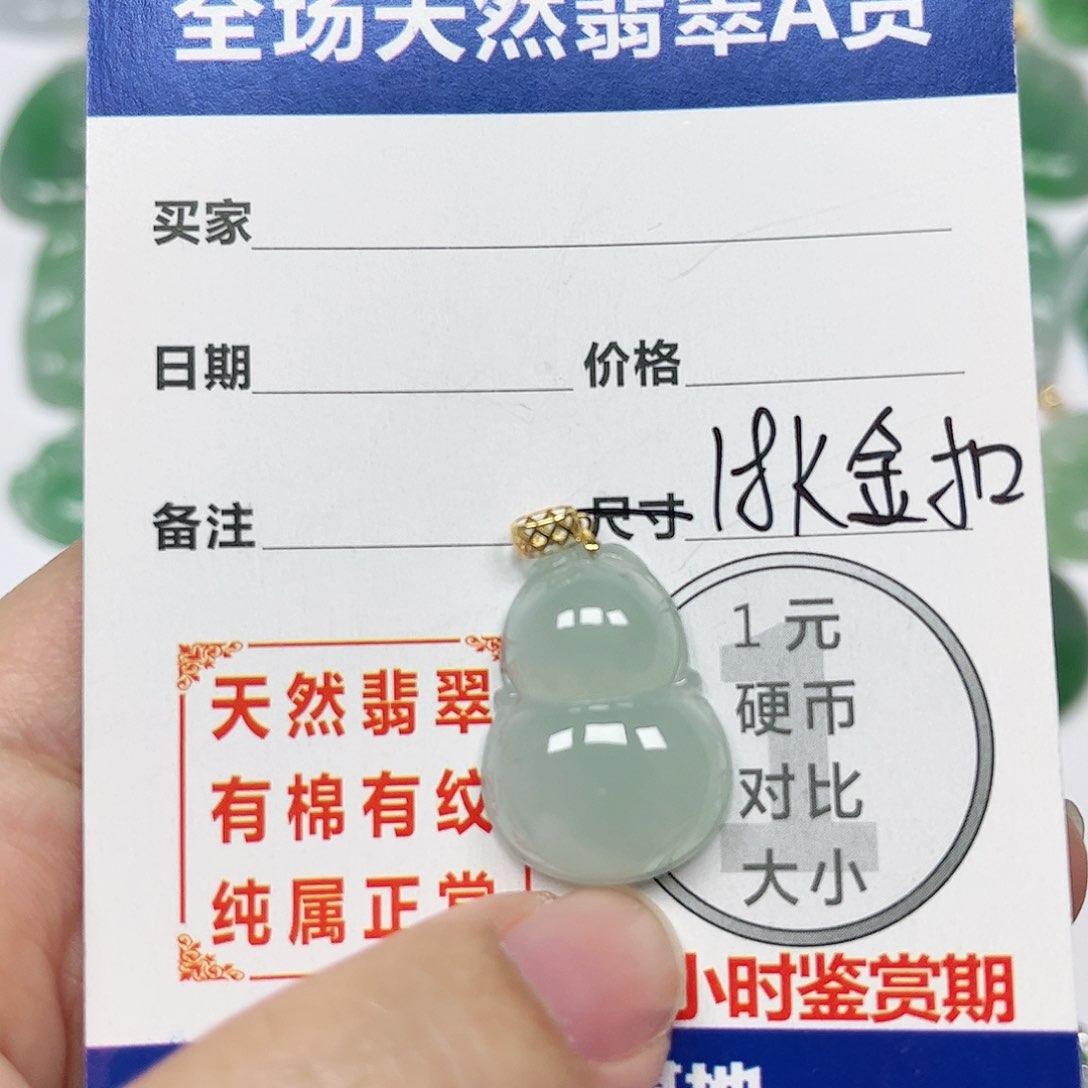 全场天然翡翠A货
买家
日期 价格
备注 尺寸 18K金扣
天然翡翠
有棉有纹
纯属正常
1
1元
硬币
对比
大小
小时鉴赏期